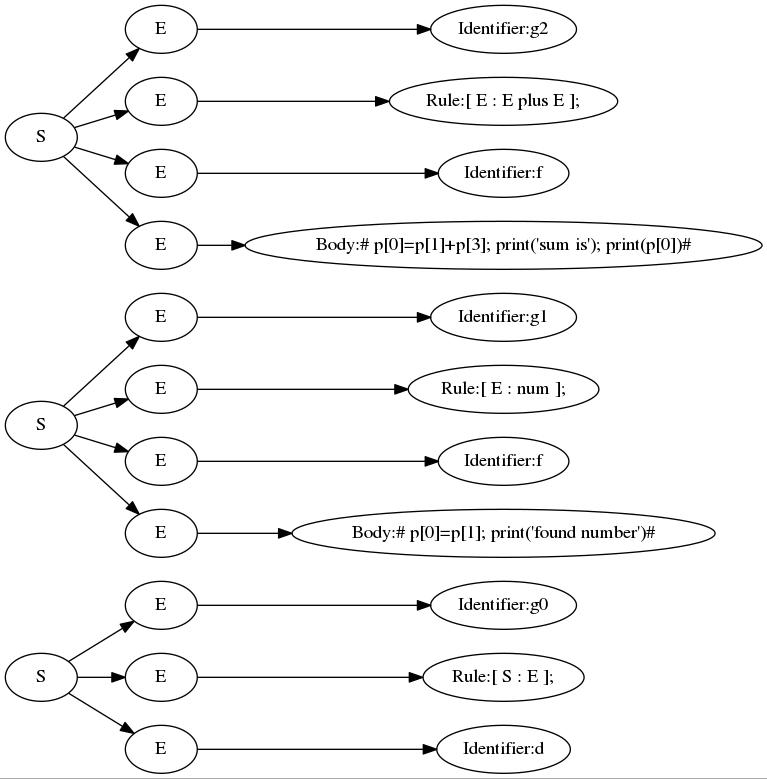 E
Identifier:g2
E
Rule:[ E : E plus E ];
S
E
Identifier:f
E
Body:# p[0]=p[1]+p[3]; print('sum is'); print(p[0])#
E
Identifier:g1
E
Rule:[ E : num ];
S
E
Identifier:f
E
Body:# p[0]=p[1]; print('found number')#
E
Identifier:g0
S
E
Rule:[ S : E ];
E
Identifier:d